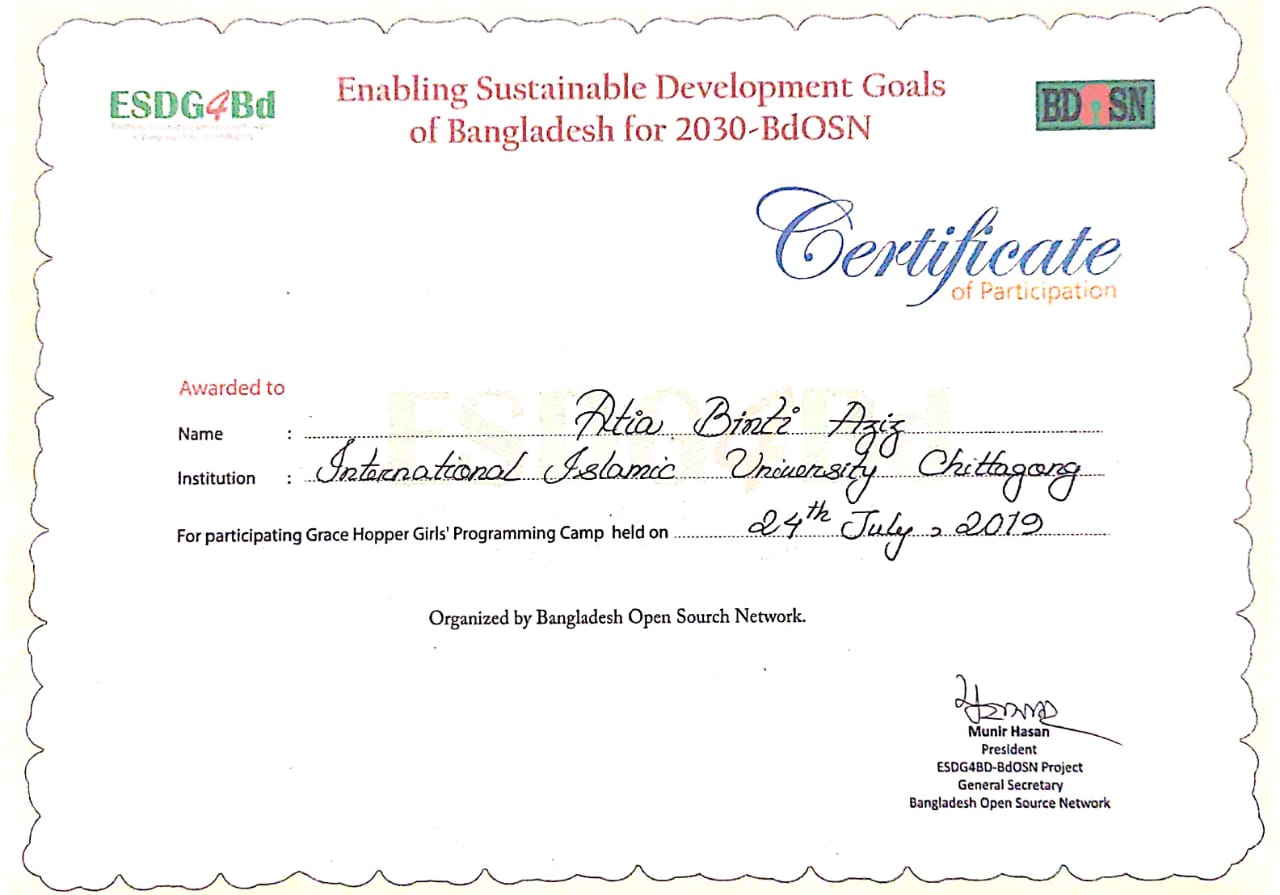 ESDG4Bd
Enabling Sustainable Development Goals
of Bangladesh for 2030-BdOSN
BDOSN
Certificate
of Participation
Awarded to
Name : Atia Binti Aziz
Institution : International Islamic University Chittagong
For participating Grace Hopper Girls' Programming Camp held on 24th July, 2019
Organized by Bangladesh Open Sourch Network.
Munir Hasan
President
ESDG4BD-BdOSN Project
General Secretary
Bangladesh Open Source Network